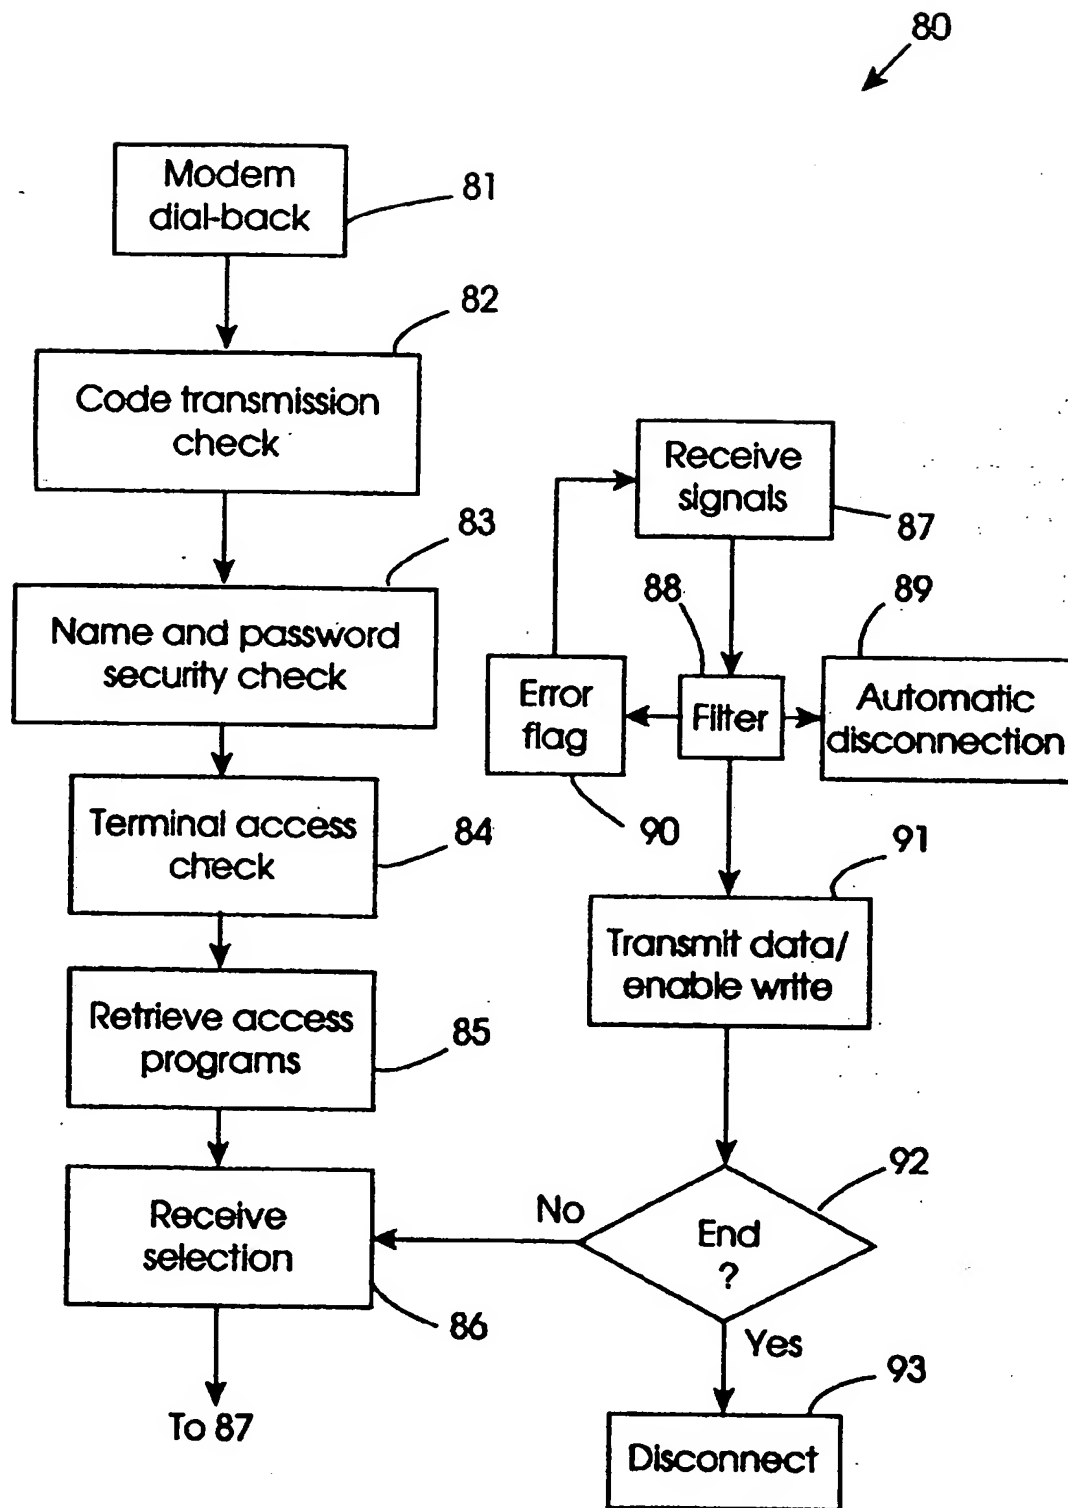 80
Modem
dial-back
81
82
Code transmission
check
83
Name and password
security check
Terminal access
check
84
Retrieve access
programs
85
Receive
selection
86
To 87
Receive
signals
87
88
89
Error
flag
Filter
Automatic
disconnection
90
91
Transmit data/
enable write
92
No
End
?
Yes
93
Disconnect